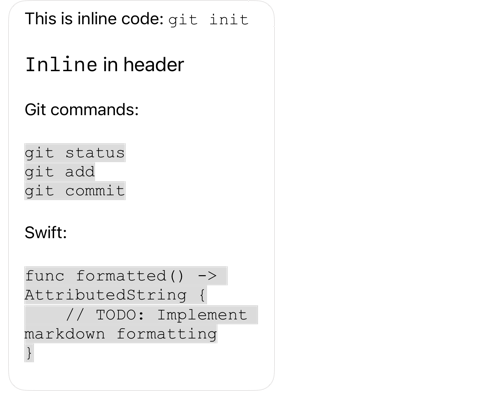 This is inline code: git init
Inline in header
Git commands:
git status
git add
git commit
Swift:
func formatted() ->
AttributedString {
    // TODO: Implement
markdown formatting
}